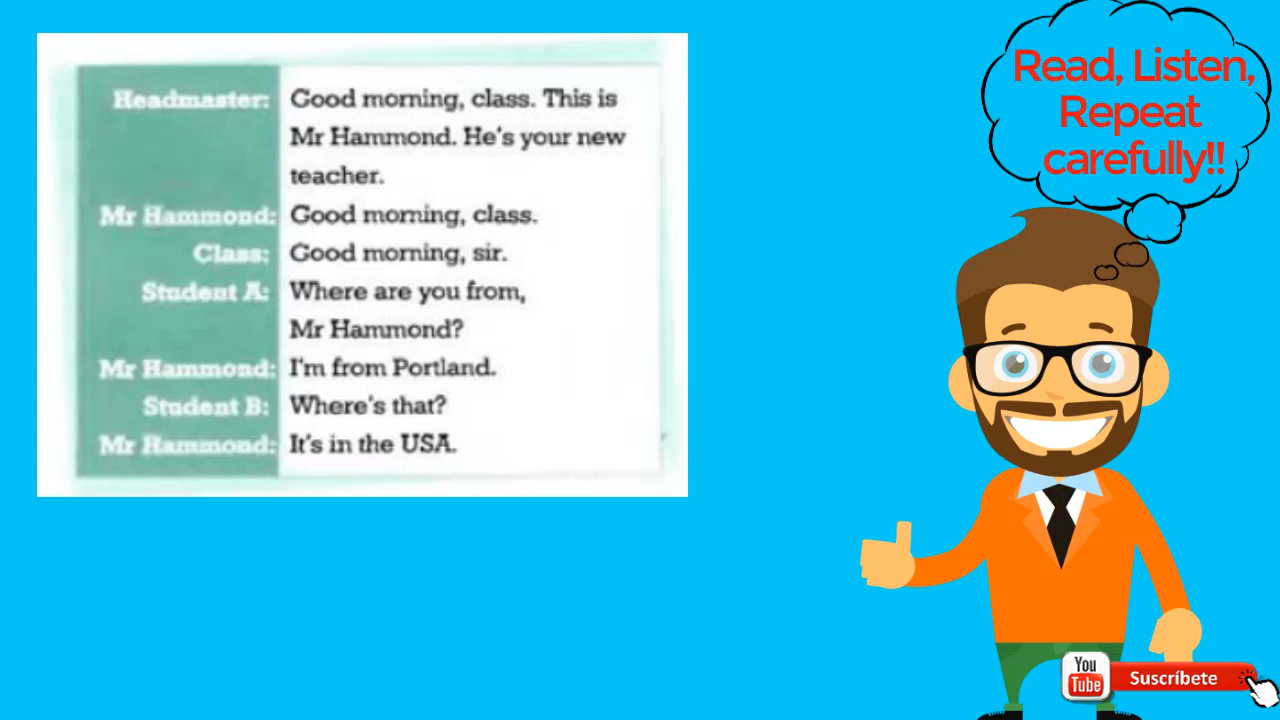 Headmaster: Good morning, class. This is
Mr Hammond. He's your new
teacher.
Mr Hammond: Good morning, class.
Class: Good morning, sir.
Student A: Where are you from,
Mr Hammond?
Mr Hammond: I'm from Portland.
Student B: Where's that?
Mr Hammond: It's in the USA.
Read, Listen,
Repeat
carefully!!
You
Tube
Suscríbete